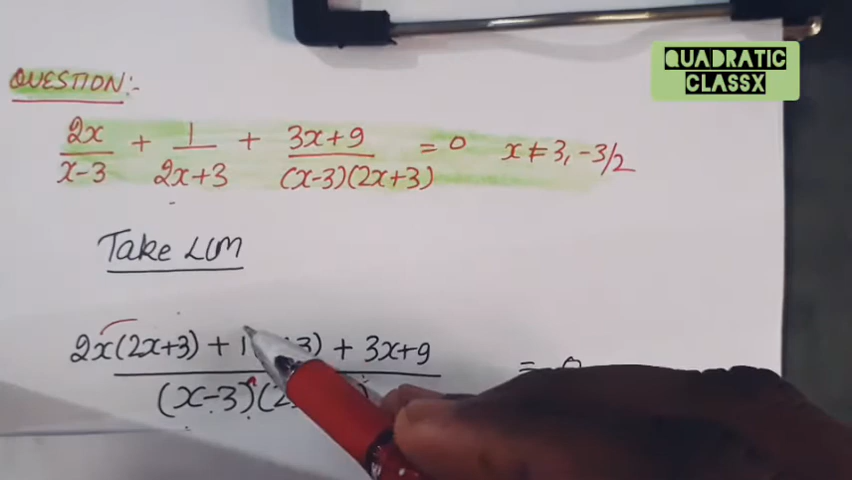 QUADRATIC
CLASSX
QUESTION:-
2x/x-3 + 1/2x+3 + 3x+9/(x-3)(2x+3) = 0 x ≠ 3, -3/2
Take LCM
2x(2x+3) + 1 3) + 3x+9 = 0
(x-3)(2